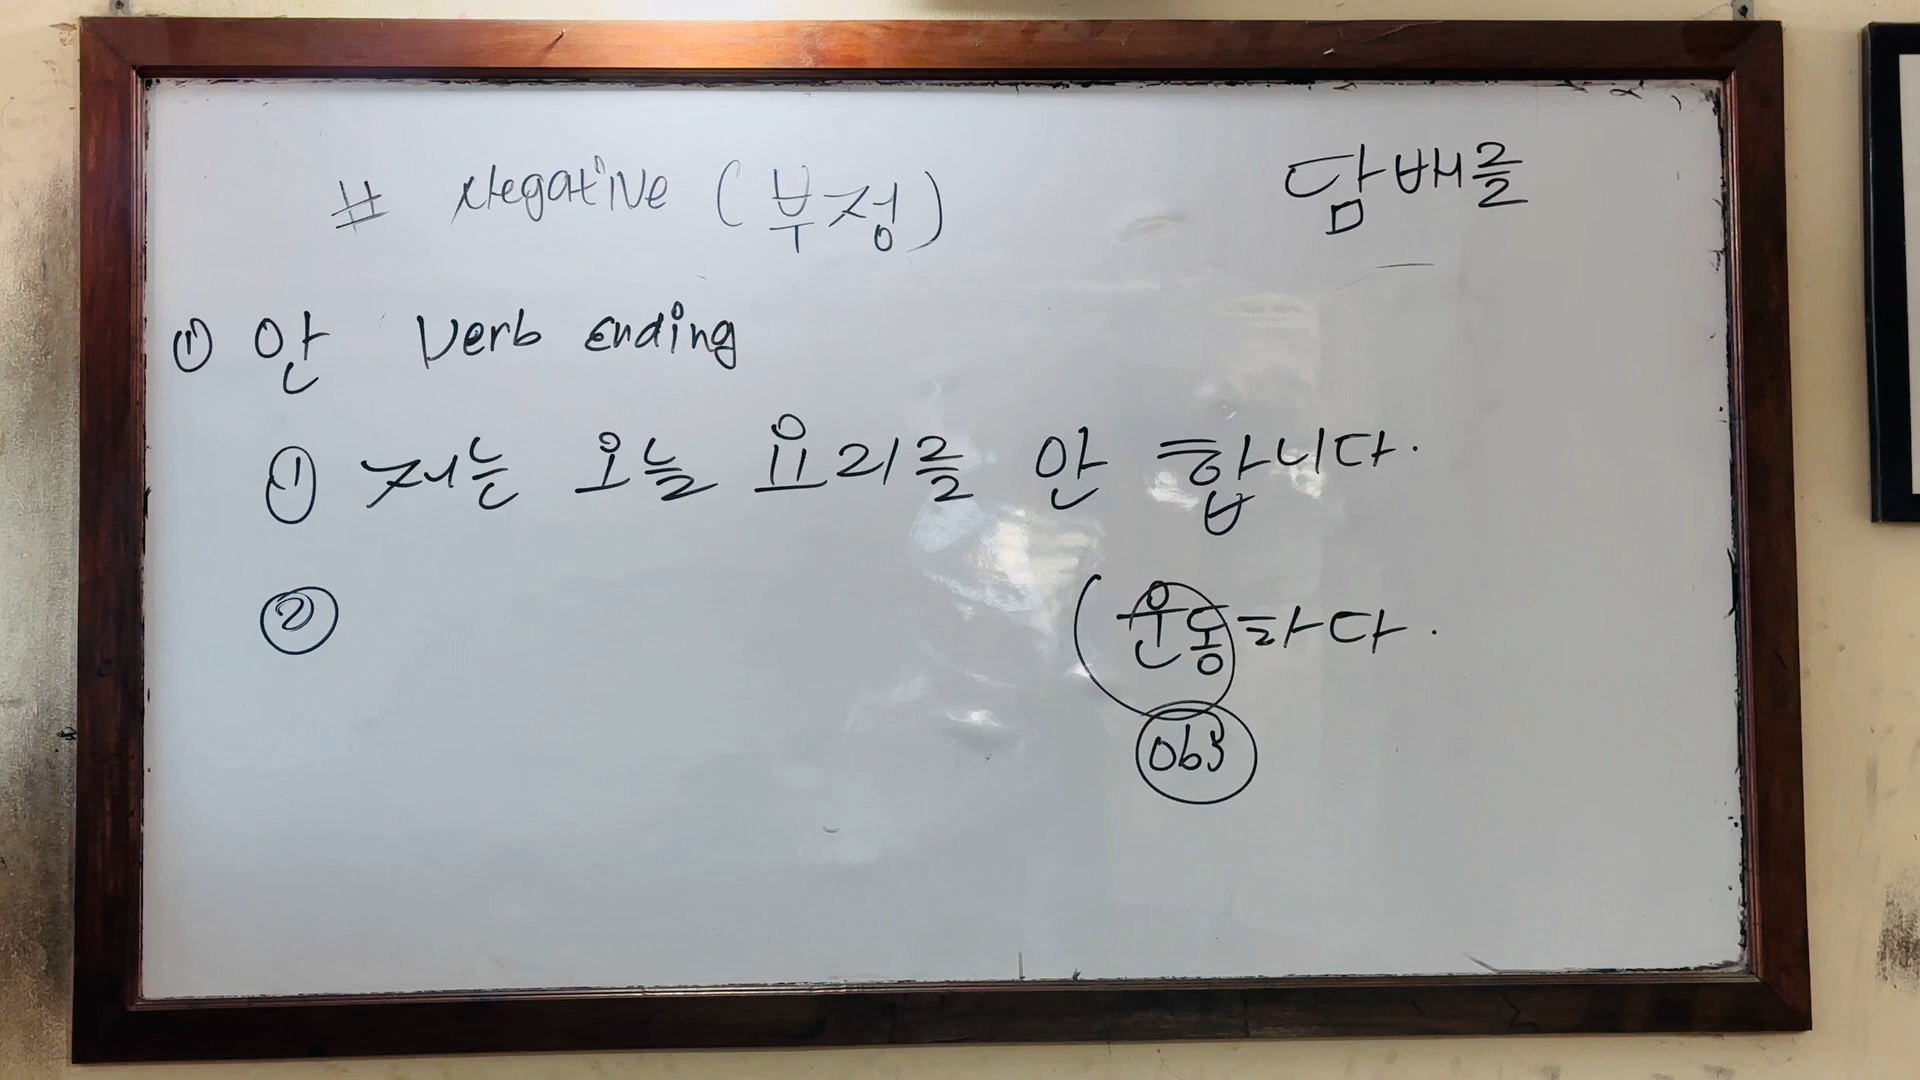 # Negative (부정)
담배를
① 안 Verb ending
① 저는 오늘 요리를 안 합니다.
②
(운동하다.
obj